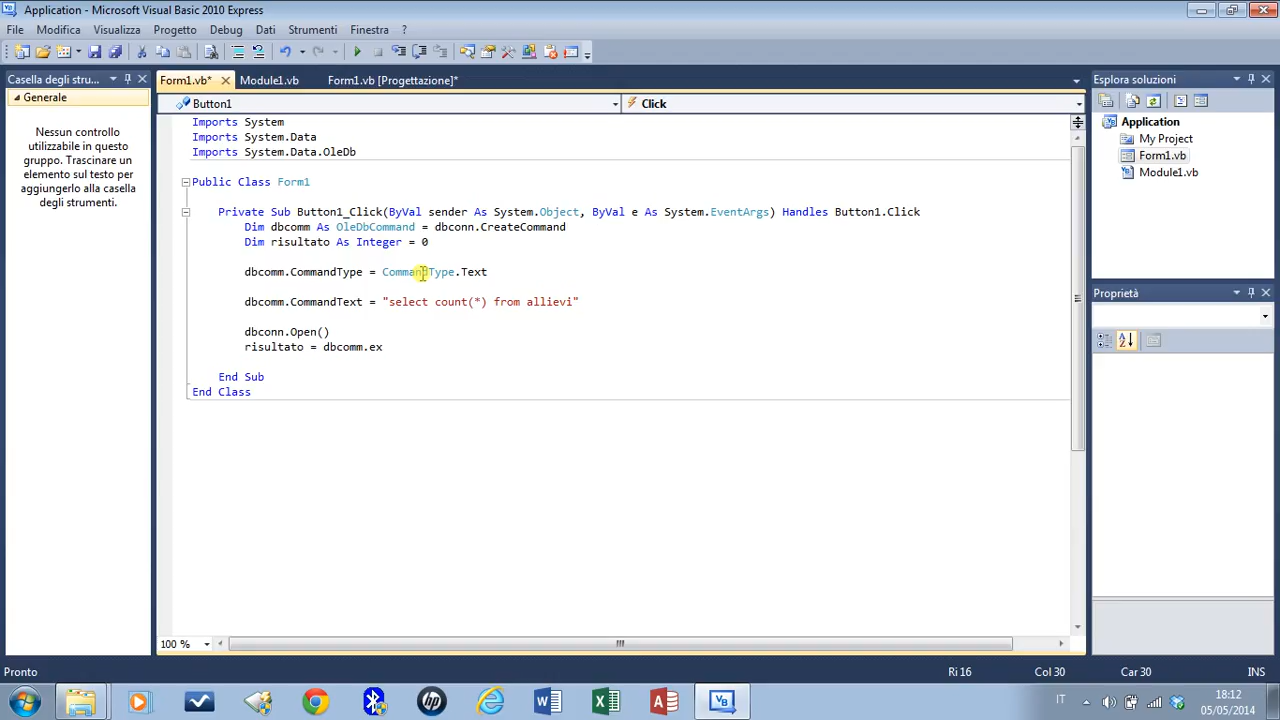 Application - Microsoft Visual Basic 2010 Express
File Modifica Visualizza Progetto Debug Dati Strumenti Finestra ?
Casella degli stru...
Generale
Nessun controllo
utilizzabile in questo
gruppo. Trascinare un
elemento sul testo per
aggiungerlo alla casella
degli strumenti.
Form1.vb* Module1.vb Form1.vb [Progettazione]*
Button1 Click
Imports System
Imports System.Data
Imports System.Data.OleDb
Public Class Form1
Private Sub Button1_Click(ByVal sender As System.Object, ByVal e As System.EventArgs) Handles Button1.Click
Dim dbcomm As OleDbCommand = dbconn.CreateCommand
Dim risultato As Integer = 0
dbcomm.CommandType = CommandType.Text
dbcomm.CommandText = "select count(*) from allievi"
dbconn.Open()
risultato = dbcomm.ex
End Sub
End Class
100 %
Esplora soluzioni
Application
My Project
Form1.vb
Module1.vb
Proprietà
Pronto Ri 16 Col 30 Car 30 INS
IT 18:12
05/05/2014